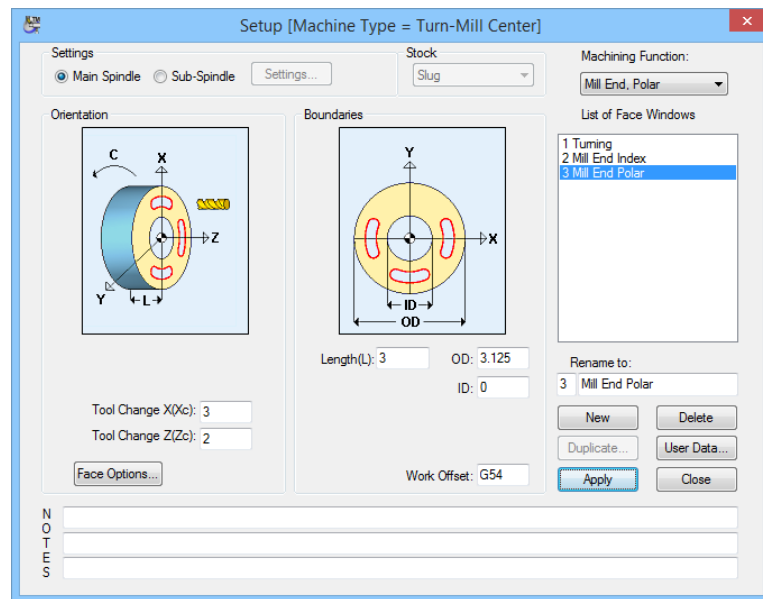 Setup [Machine Type = Turn-Mill Center]
Settings
Main Spindle
Sub-Spindle
Settings...
Stock
Slug
Machining Function:
Mill End, Polar
Orientation
C
X
Z
Y
L
Boundaries
Y
X
ID
OD
List of Face Windows
1 Turning
2 Mill End Index
3 Mill End Polar
Length(L): 3
OD: 3.125
ID: 0
Tool Change X(Xc): 3
Tool Change Z(Zc): 2
Face Options...
Work Offset: G54
Rename to:
3 Mill End Polar
New
Delete
Duplicate...
User Data...
Apply
Close
NOTES